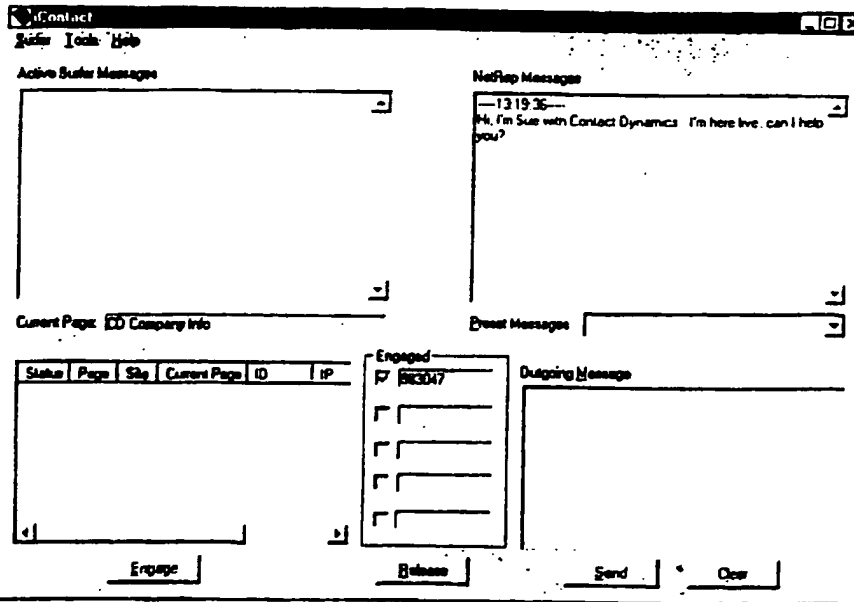 iContact
Surfer Tools Help
Active Surfer Messages
NetRep Messages
----13:19:36----
Hi, I'm Sue with Contact Dynamics. I'm here live, can I help you?
Current Page: CD Company Info
Preset Messages
Status Page Site Current Page ID IP
Engaged
983047
Outgoing Message
Engage
Release
Send
Clear